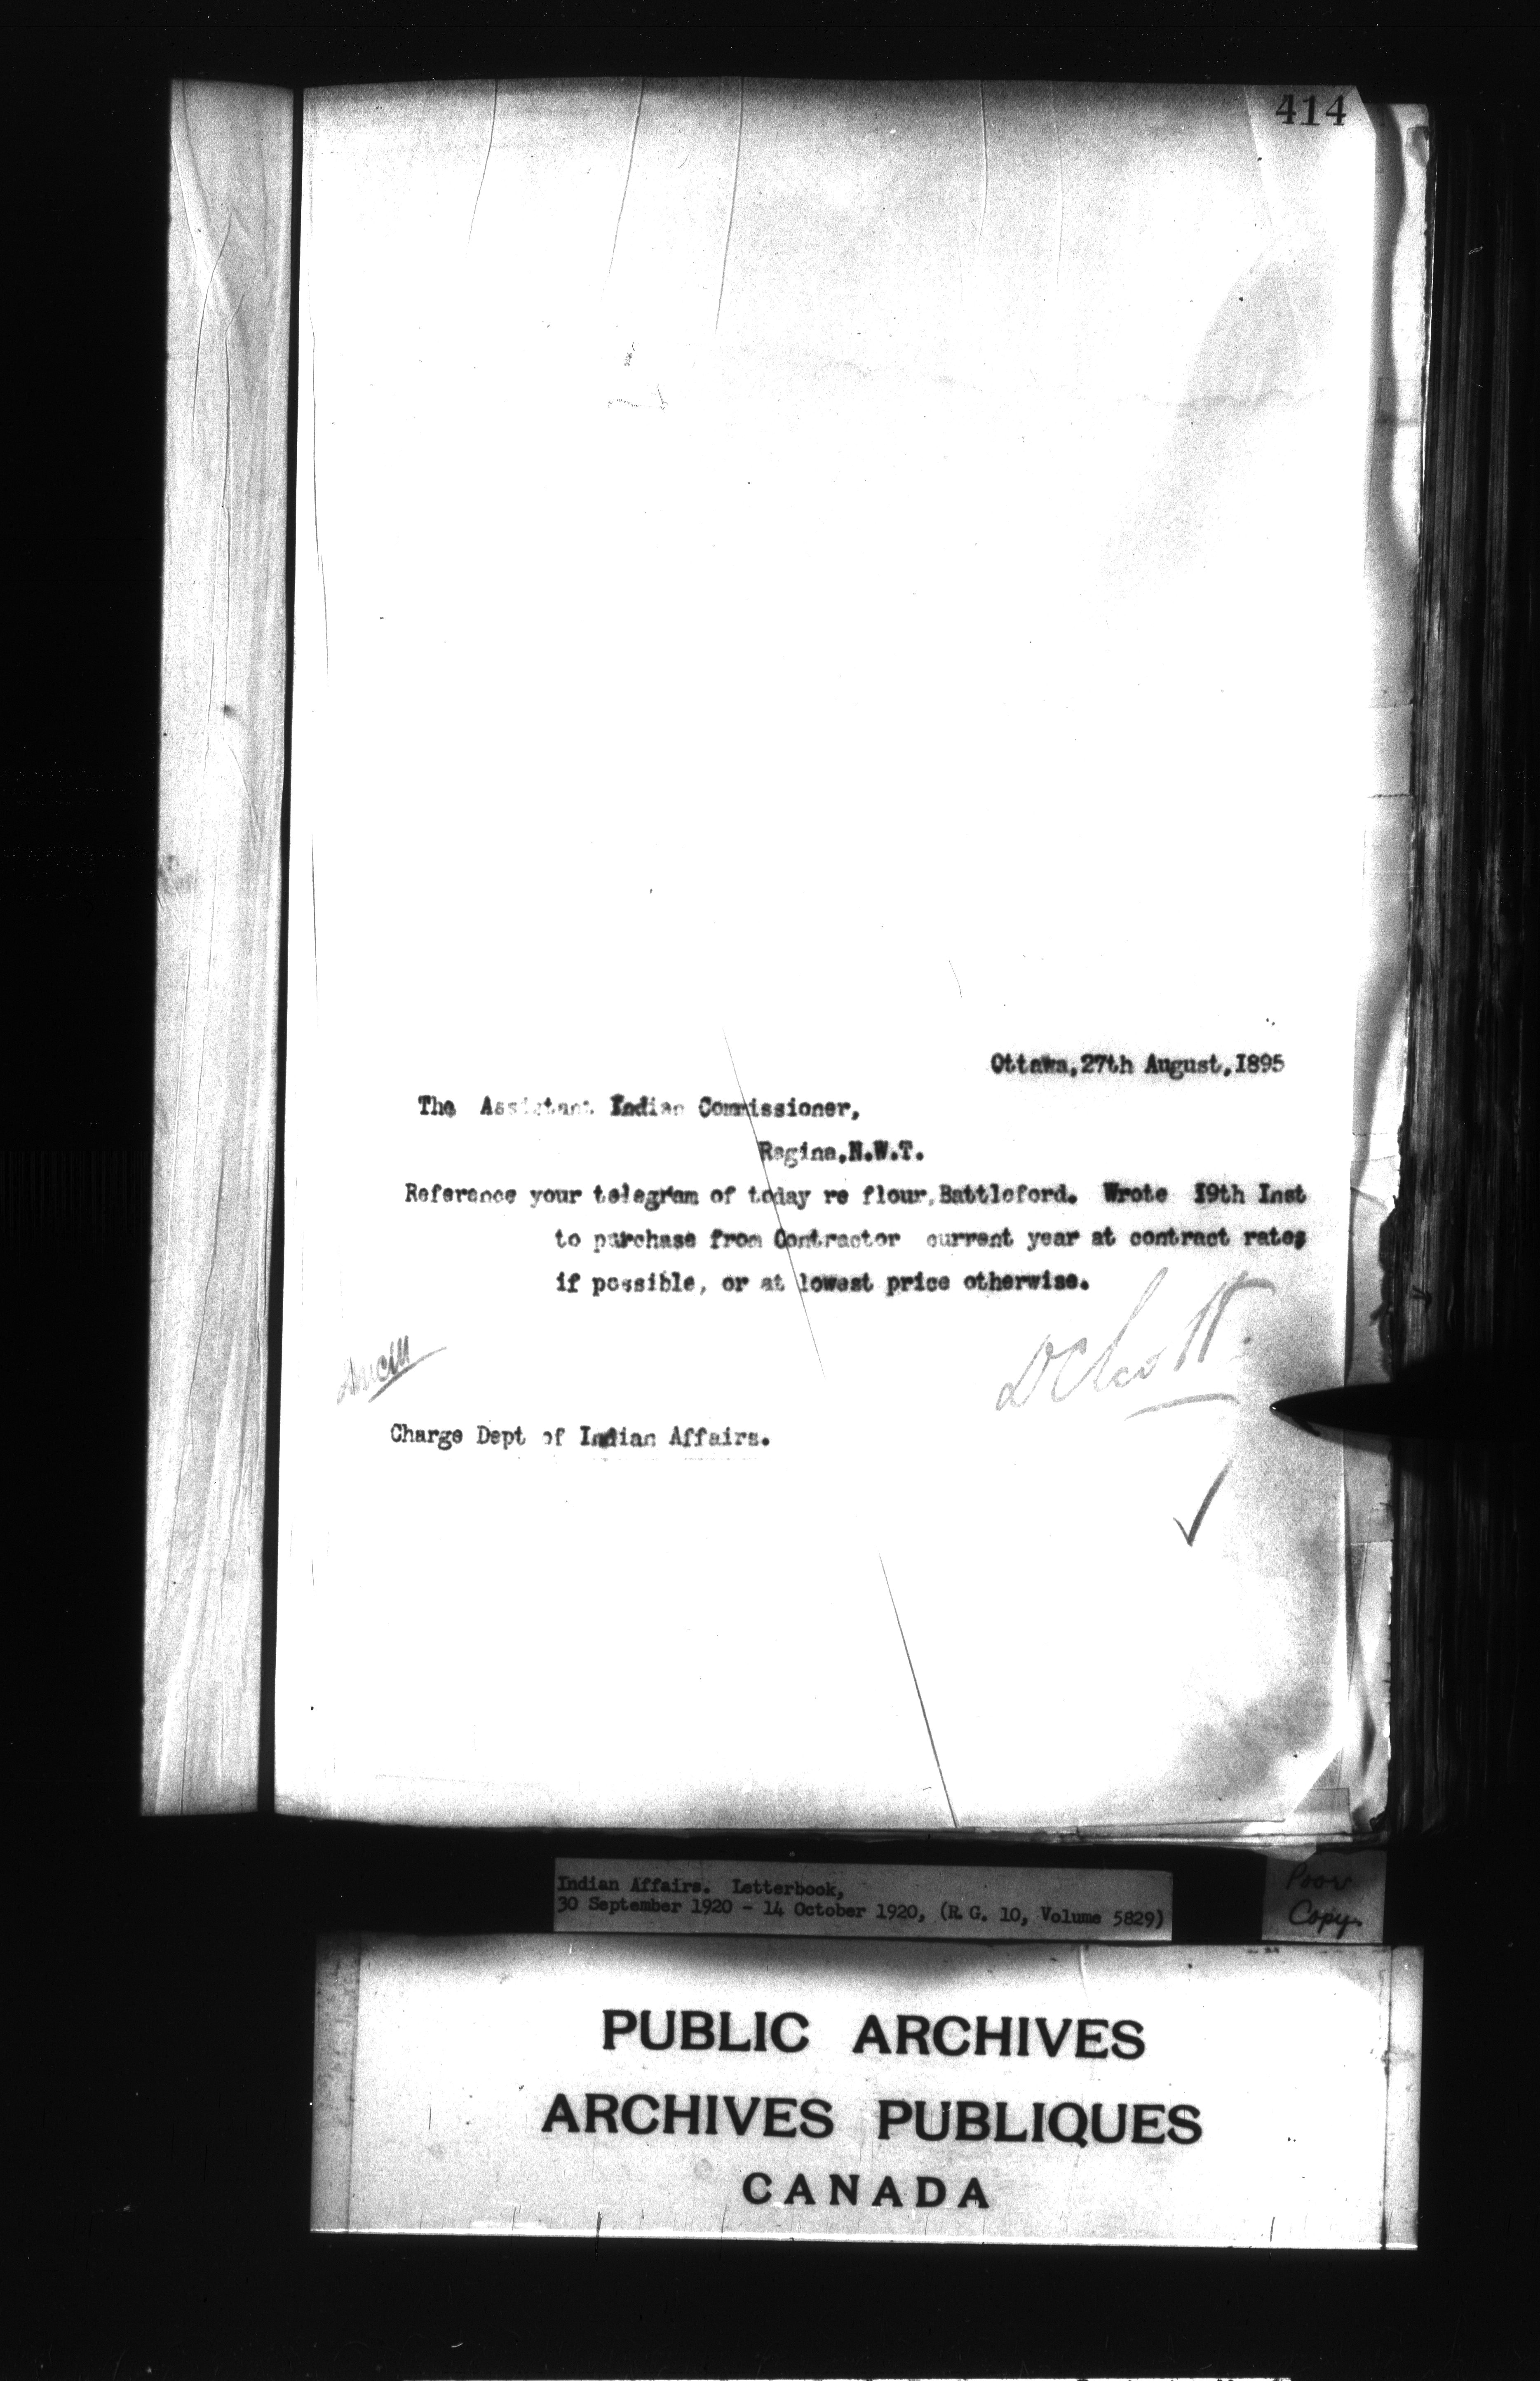 414
Ottawa, 27th August, 1895
The Assistant Indian Commissioner,
Regina, N.W.T.
Reference your telegram of today re flour, Battleford. Wrote 19th Inst
to purchase from Contractor current year at contract rates
if possible, or at lowest price otherwise.
DCScott.
Charge Dept of Indian Affairs.
Indian Affairs. Letterbook,
30 September 1920 - 14 October 1920, (R.G. 10, Volume 5829)
Poor
Copy.
PUBLIC ARCHIVES
ARCHIVES PUBLIQUES
CANADA